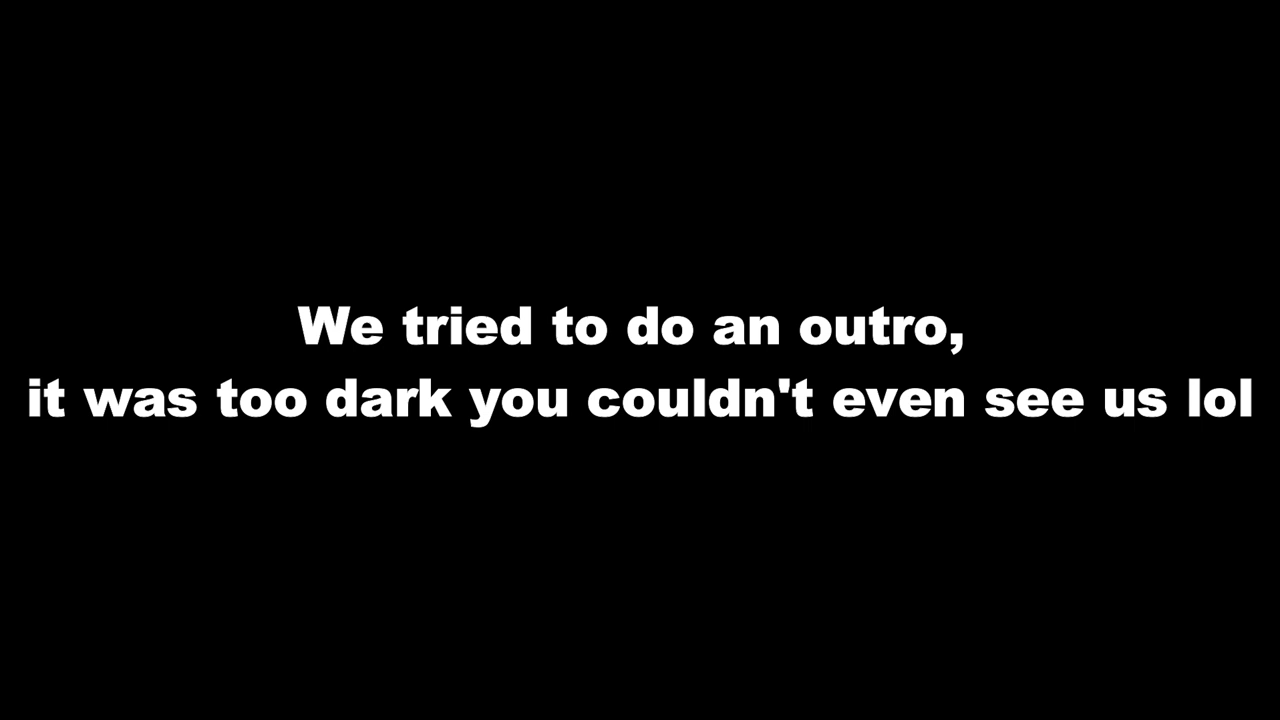 We tried to do an outro,
it was too dark you couldn't even see us lol